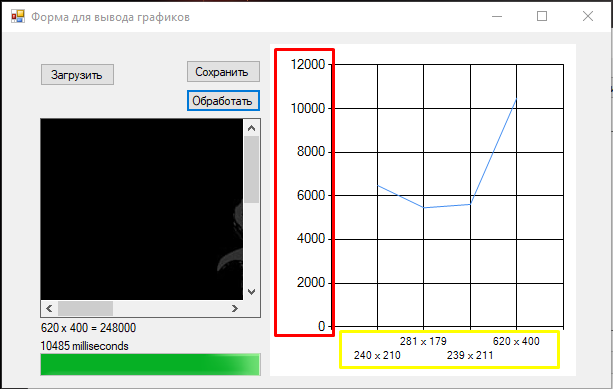 Форма для вывода графиков
Загрузить
Сохранить
Обработать
620 x 400 = 248000
10485 milliseconds
12000
10000
8000
6000
4000
2000
0
281 x 179
620 x 400
240 x 210
239 x 211